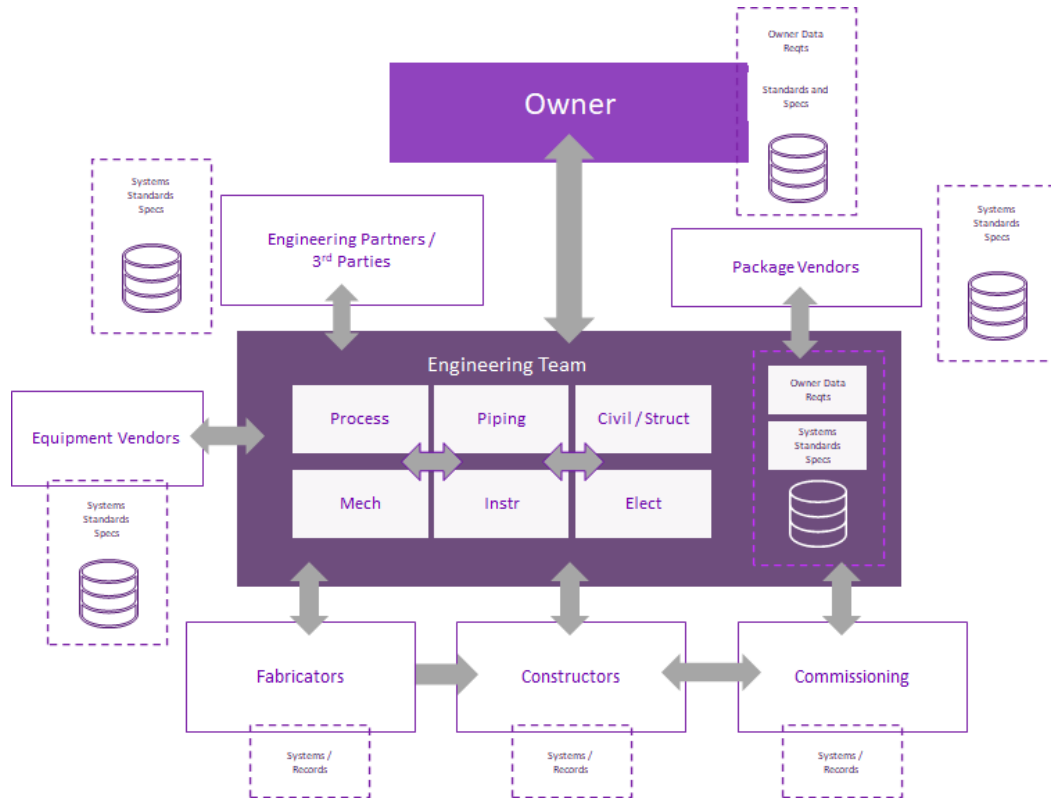 Owner Data
Reqts
Standards and
Specs
Owner
Systems
Standards
Specs
Engineering Partners /
3rd Parties
Package Vendors
Systems
Standards
Specs
Engineering Team
Process
Piping
Civil / Struct
Mech
Instr
Elect
Owner Data
Reqts
Systems
Standards
Specs
Equipment Vendors
Systems
Standards
Specs
Fabricators
Constructors
Commissioning
Systems /
Records
Systems /
Records
Systems /
Records